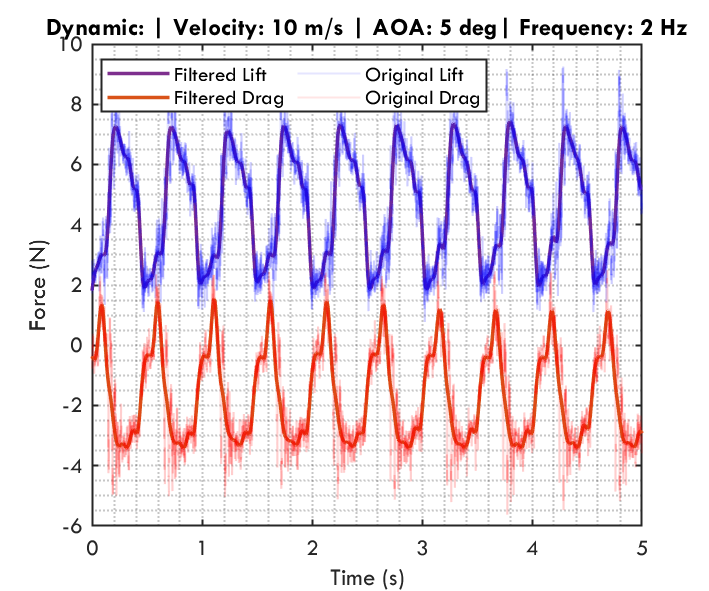 Dynamic: | Velocity: 10 m/s | AOA: 5 deg| Frequency: 2 Hz
10
8
6
4
2
0
-2
-4
-6
Force (N)
Filtered Lift
Original Lift
Filtered Drag
Original Drag
0 1 2 3 4 5
Time (s)